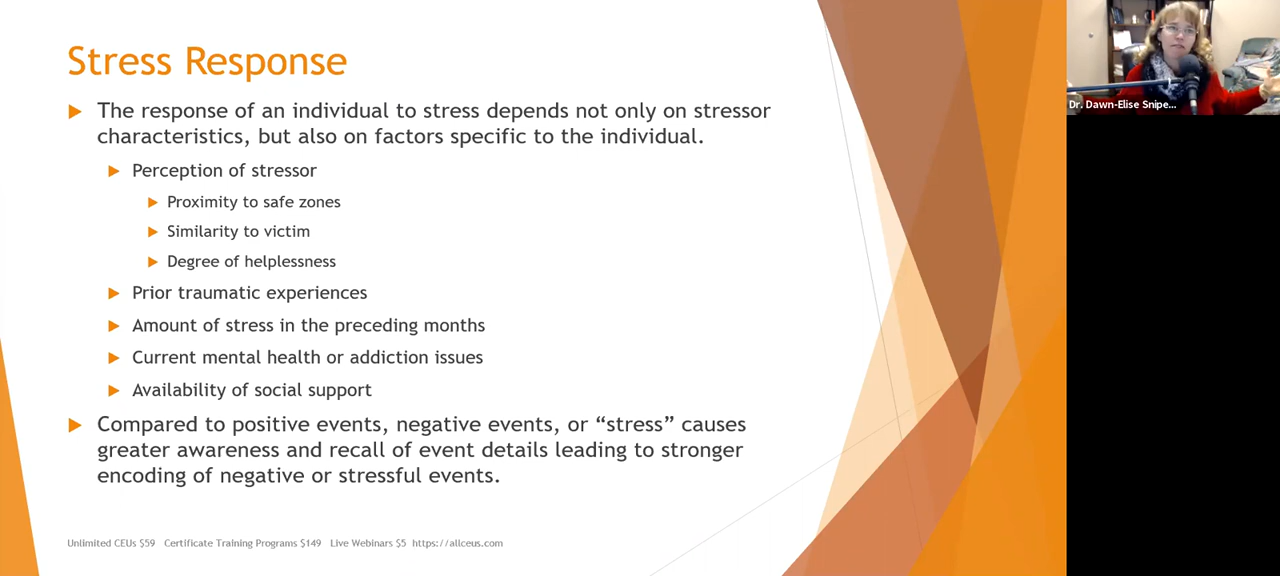 Stress Response
The response of an individual to stress depends not only on stressor
characteristics, but also on factors specific to the individual.
Perception of stressor
Proximity to safe zones
Similarity to victim
Degree of helplessness
Prior traumatic experiences
Amount of stress in the preceding months
Current mental health or addiction issues
Availability of social support
Compared to positive events, negative events, or “stress” causes
greater awareness and recall of event details leading to stronger
encoding of negative or stressful events.
Unlimited CEUs $59 Certificate Training Programs $149 Live Webinars $5 https://allceus.com
Dr. Dawn-Elise Snipe...